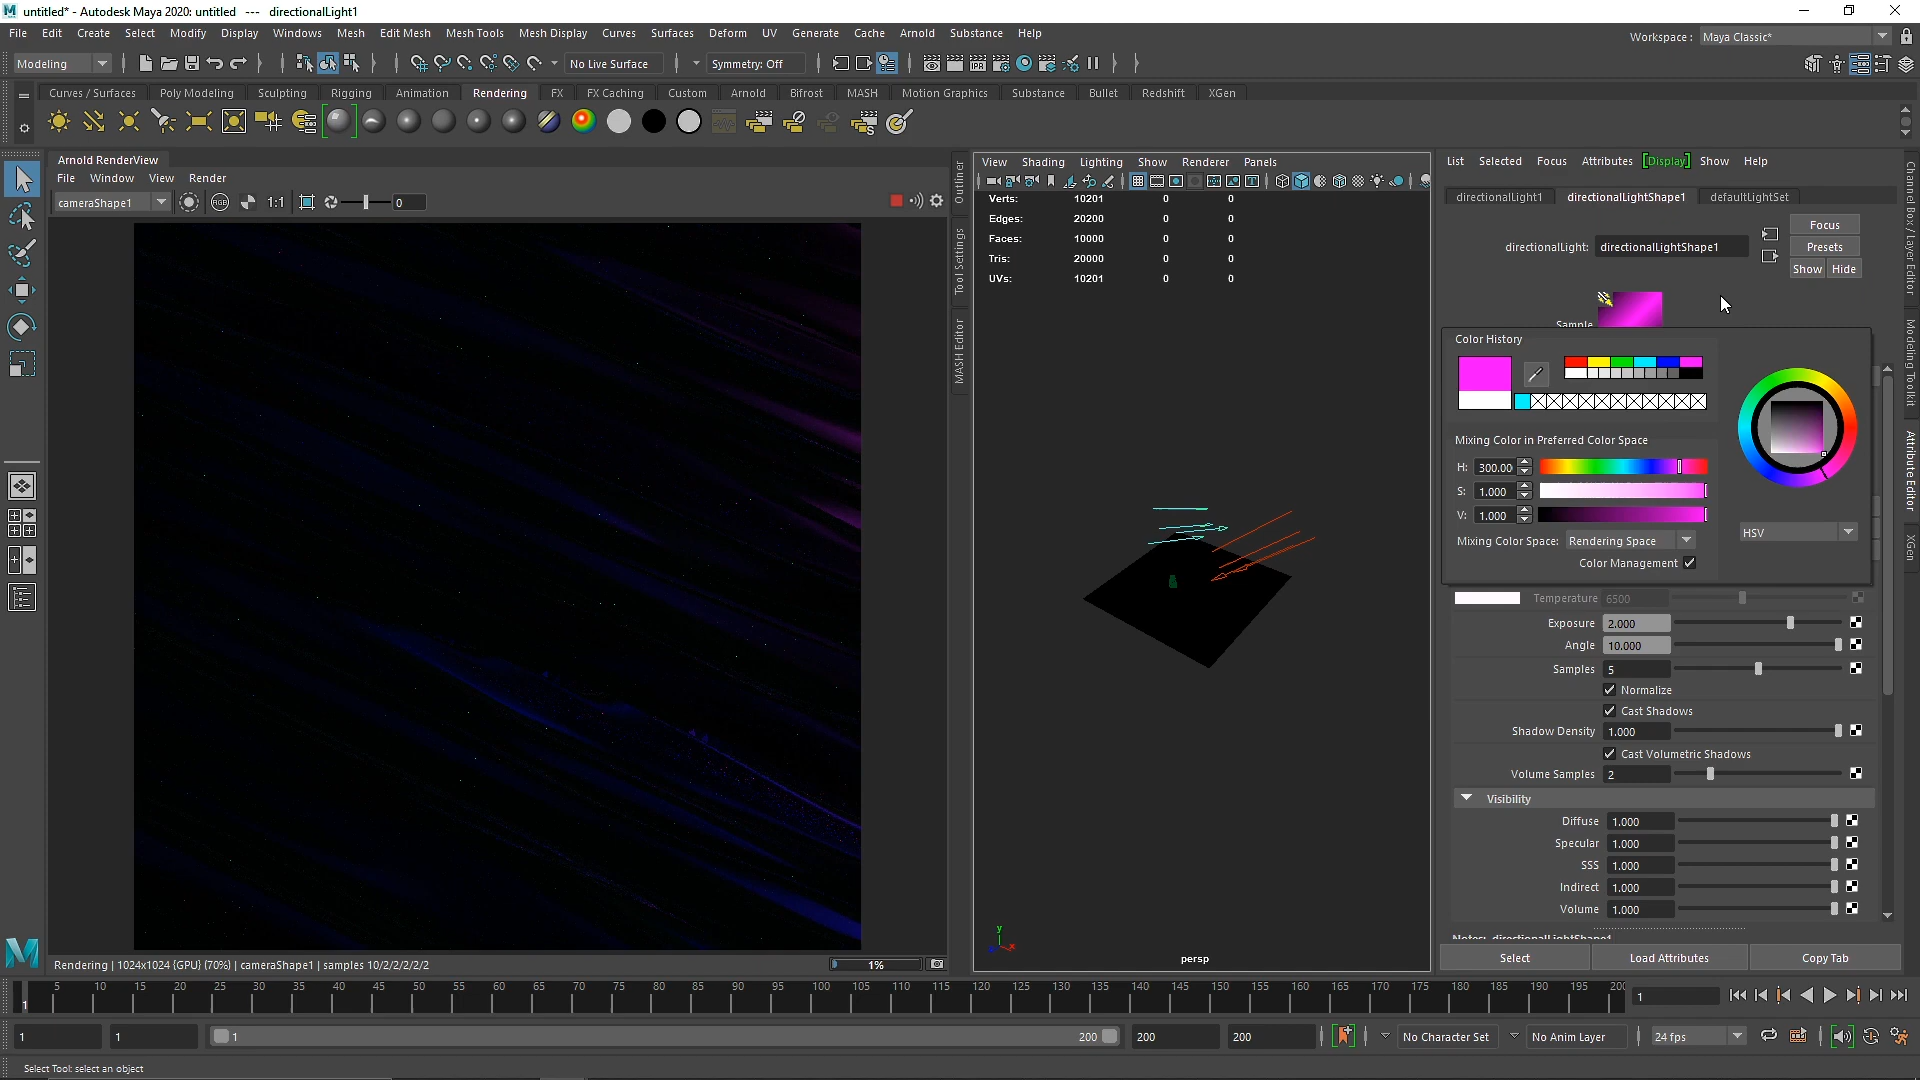 untitled* - Autodesk Maya 2020: untitled --- directionalLight1
File Edit Create Select Modify Display Windows Mesh Edit Mesh Mesh Tools Mesh Display Curves Surfaces Deform UV Generate Cache Arnold Substance Help
Workspace : Maya Classic*
Modeling No Live Surface Symmetry: Off
Curves / Surfaces Poly Modeling Sculpting Rigging Animation Rendering FX FX Caching Custom Arnold Bifrost MASH Motion Graphics Substance Bullet Redshift XGen
Arnold RenderView
File Window View Render
cameraShape1 1:1 0
Outliner
Tool Settings
MASH Editor
View Shading Lighting Show Renderer Panels
Verts: 10201 0 0
Edges: 20200 0 0
Faces: 10000 0 0
Tris: 20000 0 0
UVs: 10201 0 0
persp
List Selected Focus Attributes Display Show Help
directionalLight1 directionalLightShape1 defaultLightSet
directionalLight: directionalLightShape1
Focus
Presets
Show Hide
Sample
Color History
Mixing Color in Preferred Color Space
H: 300.00
S: 1.000
V: 1.000
HSV
Mixing Color Space: Rendering Space
Color Management
Temperature 6500
Exposure 2.000
Angle 10.000
Samples 5
Normalize
Cast Shadows
Shadow Density 1.000
Cast Volumetric Shadows
Volume Samples 2
Visibility
Diffuse 1.000
Specular 1.000
SSS 1.000
Indirect 1.000
Volume 1.000
Notes: directionalLightShape1
Select Load Attributes Copy Tab
Channel Box / Layer Editor
Modeling Toolkit
Attribute Editor
XGen
Rendering | 1024x1024 {GPU} (70%) | cameraShape1 | samples 10/2/2/2/2/2
1%
5 10 15 20 25 30 35 40 45 50 55 60 65 70 75 80 85 90 95 100 105 110 115 120 125 130 135 140 145 150 155 160 165 170 175 180 185 190 195 200
1 1
1 1 1 200 200 200 No Character Set No Anim Layer 24 fps
Select Tool: select an object